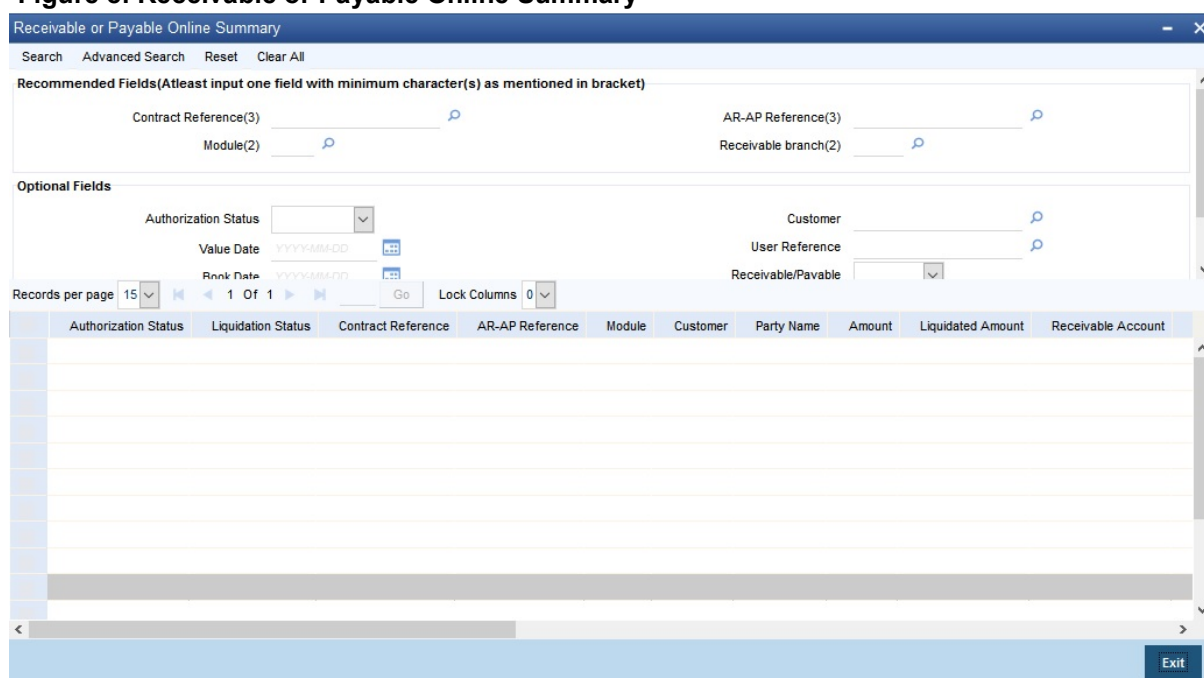 Figure 3: Receivable or Payable Online Summary
Receivable or Payable Online Summary
Search Advanced Search Reset Clear All
Recommended Fields(Atleast input one field with minimum character(s) as mentioned in bracket)
Contract Reference(3) AR-AP Reference(3)
Module(2) Receivable branch(2)
Optional Fields
Authorization Status Customer
Value Date YYYY-MM-DD User Reference
Book Date YYYY-MM-DD Receivable/Payable
Records per page 15 1 Of 1 Go Lock Columns 0
Authorization Status Liquidation Status Contract Reference AR-AP Reference Module Customer Party Name Amount Liquidated Amount Receivable Account
Exit